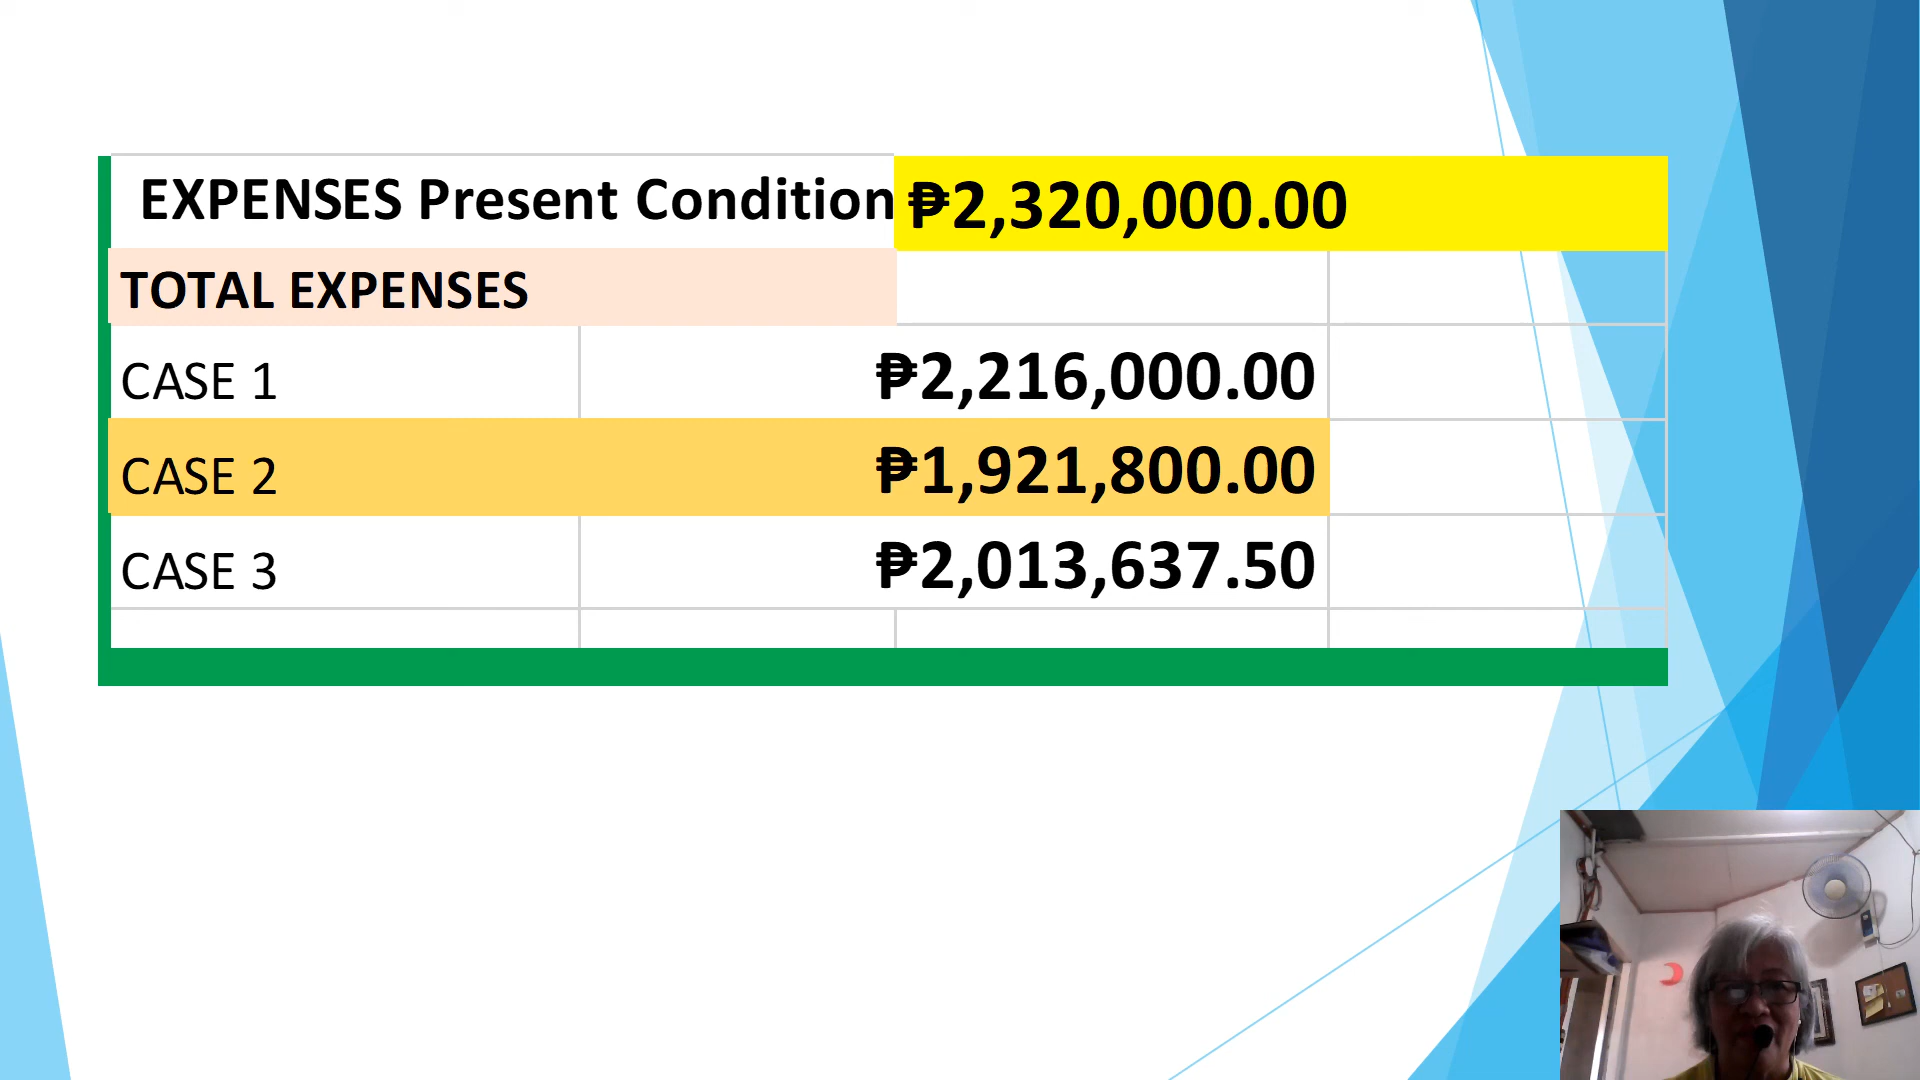 EXPENSES Present Condition ₱2,320,000.00
TOTAL EXPENSES
CASE 1 ₱2,216,000.00
CASE 2 ₱1,921,800.00
CASE 3 ₱2,013,637.50